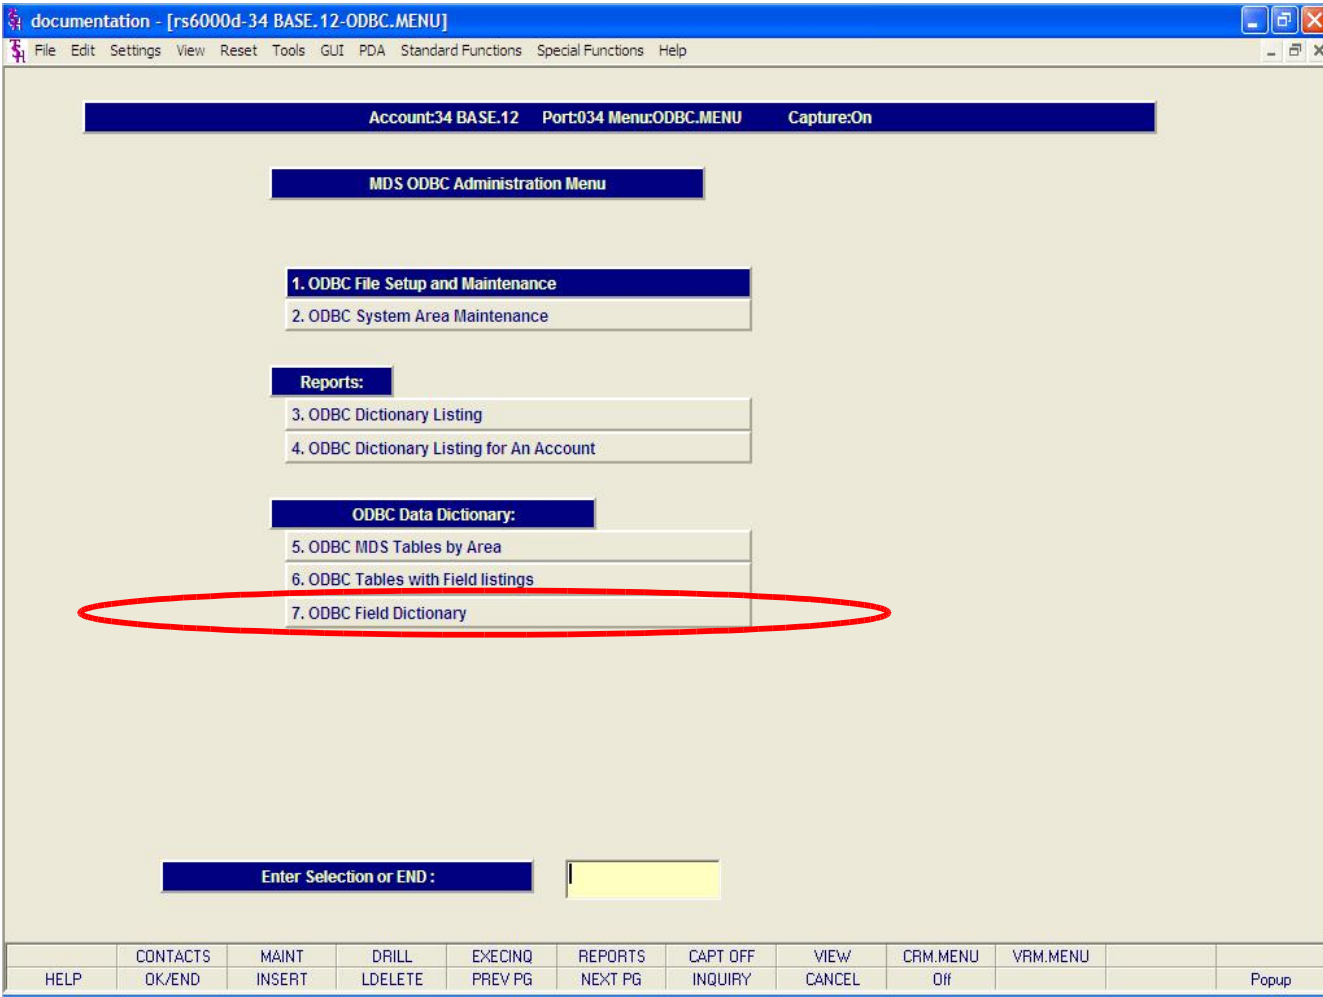 documentation - [rs6000d-34 BASE.12-ODBC.MENU]
File Edit Settings View Reset Tools GUI PDA Standard Functions Special Functions Help
Account:34 BASE.12 Port:034 Menu:ODBC.MENU Capture:On
MDS ODBC Administration Menu
1. ODBC File Setup and Maintenance
2. ODBC System Area Maintenance
Reports:
3. ODBC Dictionary Listing
4. ODBC Dictionary Listing for An Account
ODBC Data Dictionary:
5. ODBC MDS Tables by Area
6. ODBC Tables with Field listings
7. ODBC Field Dictionary
Enter Selection or END :
CONTACTS MAINT DRILL EXECINQ REPORTS CAPT OFF VIEW CRM.MENU VRM.MENU
HELP OK/END INSERT LDELETE PREV PG NEXT PG INQUIRY CANCEL Off Popup